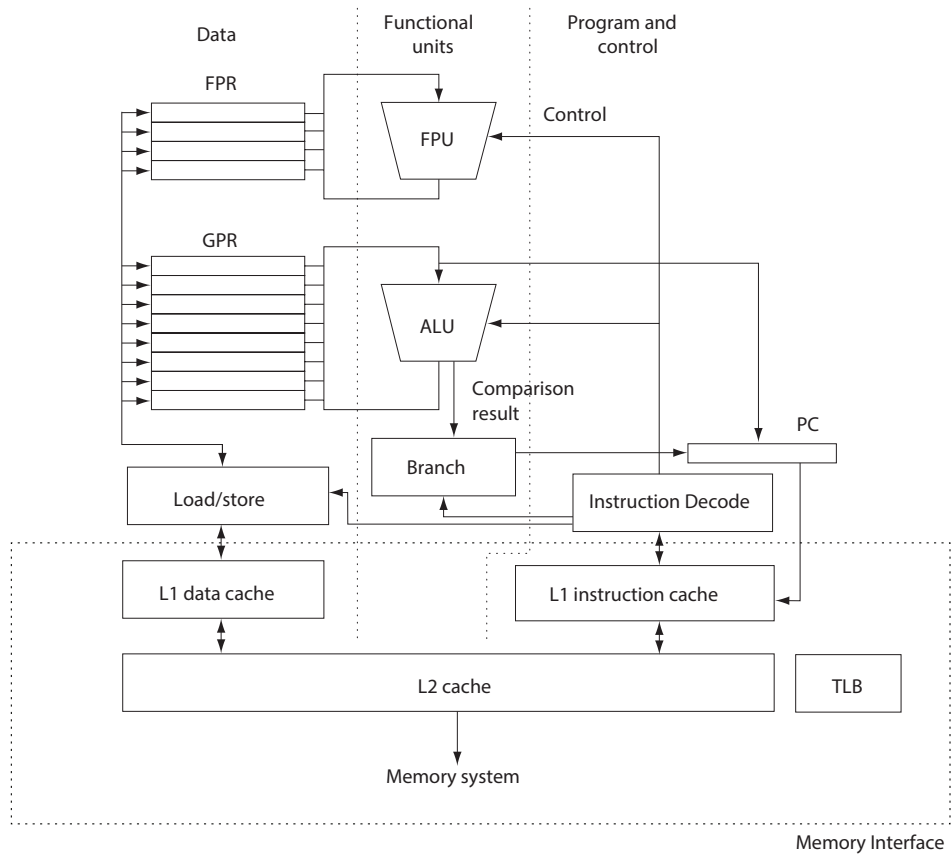 Data
Functional
units
Program and
control
FPR
FPU
Control
GPR
ALU
Comparison
result
PC
Branch
Load/store
Instruction Decode
L1 data cache
L1 instruction cache
L2 cache
TLB
Memory system
Memory Interface